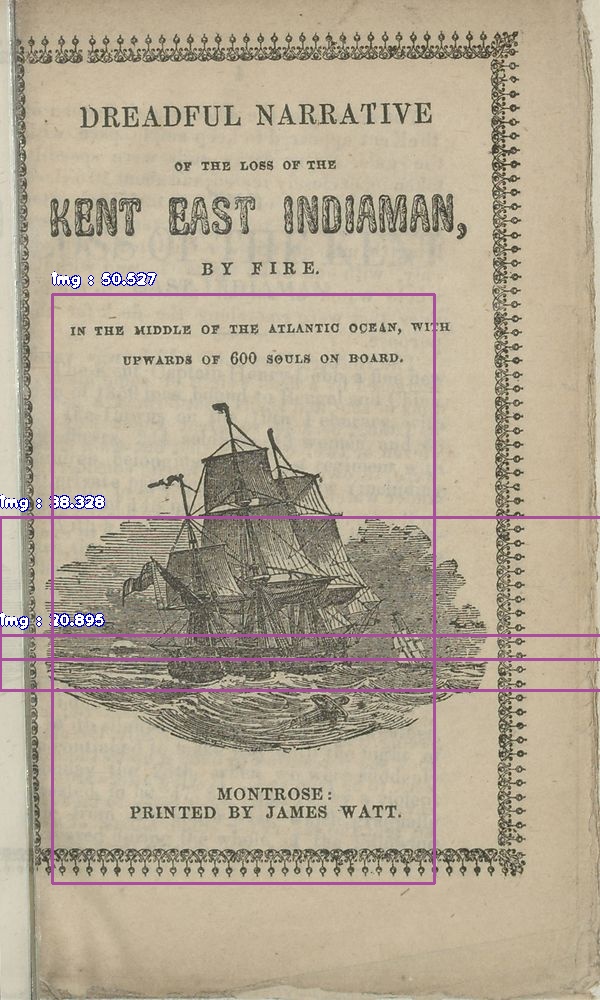 DREADFUL NARRATIVE
OF THE LOSS OF THE
KENT EAST INDIAMAN,
BY FIRE.
img : 50.527
IN THE MIDDLE OF THE ATLANTIC OCEAN, WITH
UPWARDS OF 600 SOULS ON BOARD.
img : 38.328
img : 20.895
MONTROSE:
PRINTED BY JAMES WATT.